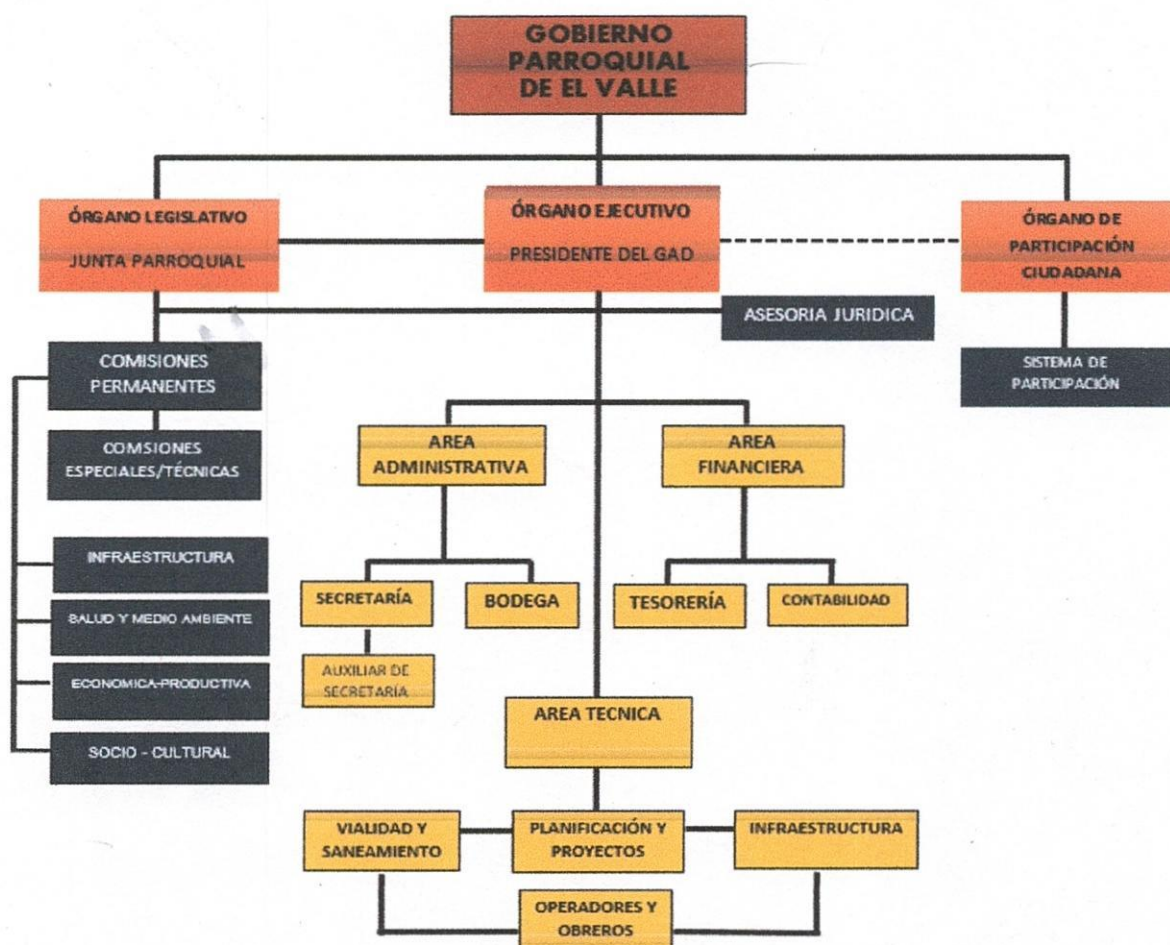 GOBIERNO
PARROQUIAL
DE EL VALLE
ÓRGANO LEGISLATIVO
JUNTA PARROQUIAL
ÓRGANO EJECUTIVO
PRESIDENTE DEL GAD
ÓRGANO DE
PARTICIPACIÓN
CIUDADANA
ASESORIA JURIDICA
COMISIONES
PERMANENTES
SISTEMA DE
PARTICIPACIÓN
COMSIONES
ESPECIALES/TÉCNICAS
AREA
ADMINISTRATIVA
AREA
FINANCIERA
INFRAESTRUCTURA
SALUD Y MEDIO AMBIENTE
ECONOMICA-PRODUCTIVA
SOCIO - CULTURAL
SECRETARÍA
BODEGA
TESORERÍA
CONTABILIDAD
AUXILIAR DE
SECRETARÍA
AREA TECNICA
VIALIDAD Y
SANEAMIENTO
PLANIFICACIÓN Y
PROYECTOS
INFRAESTRUCTURA
OPERADORES Y
OBREROS